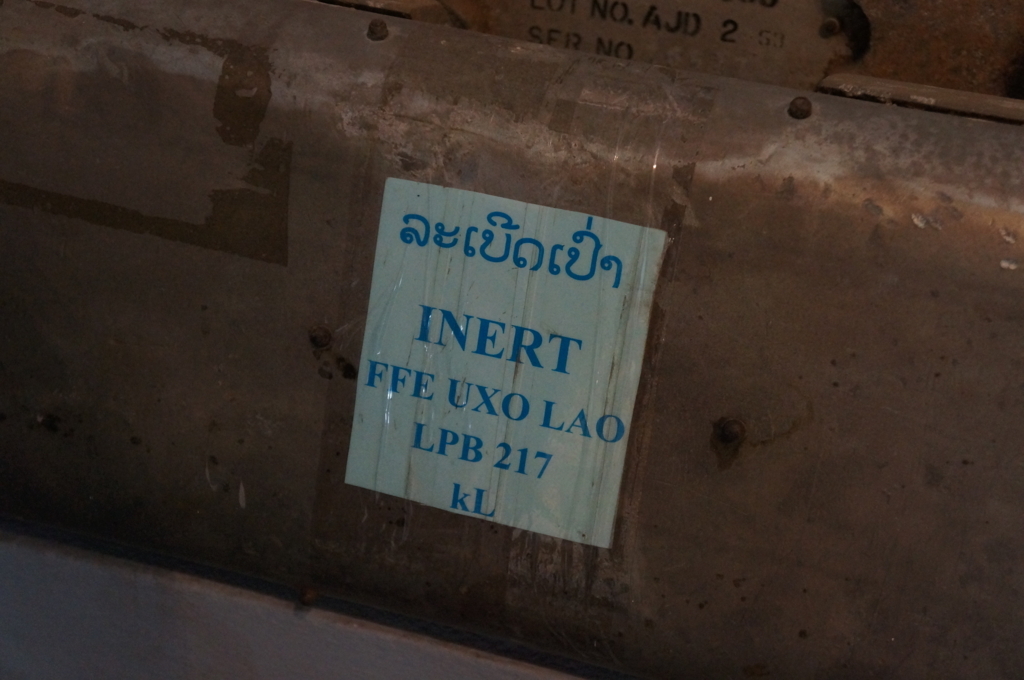 LOT NO. AJD 2 53
SER NO
ລະເບີດເປົ່າ
INERT
FFE UXO LAO
LPB 217
kL